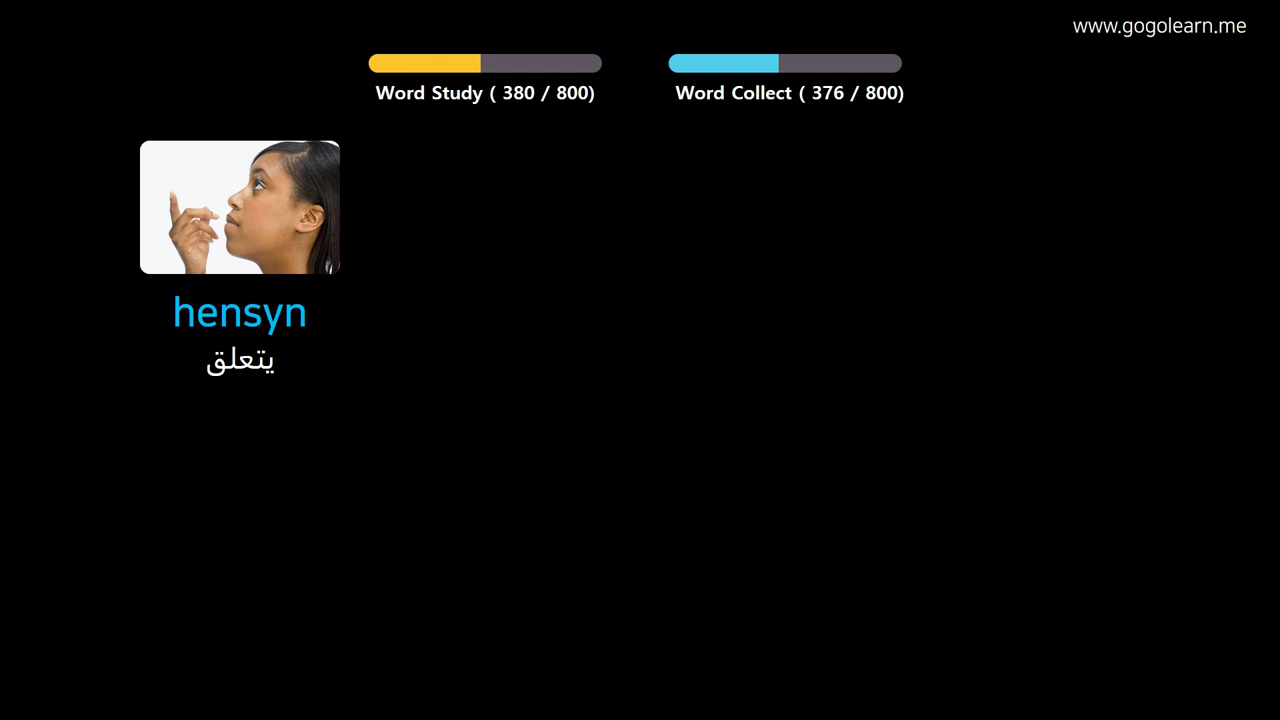 www.gogolearn.me
Word Study ( 380 / 800)
Word Collect ( 376 / 800)
hensyn
يتعلق